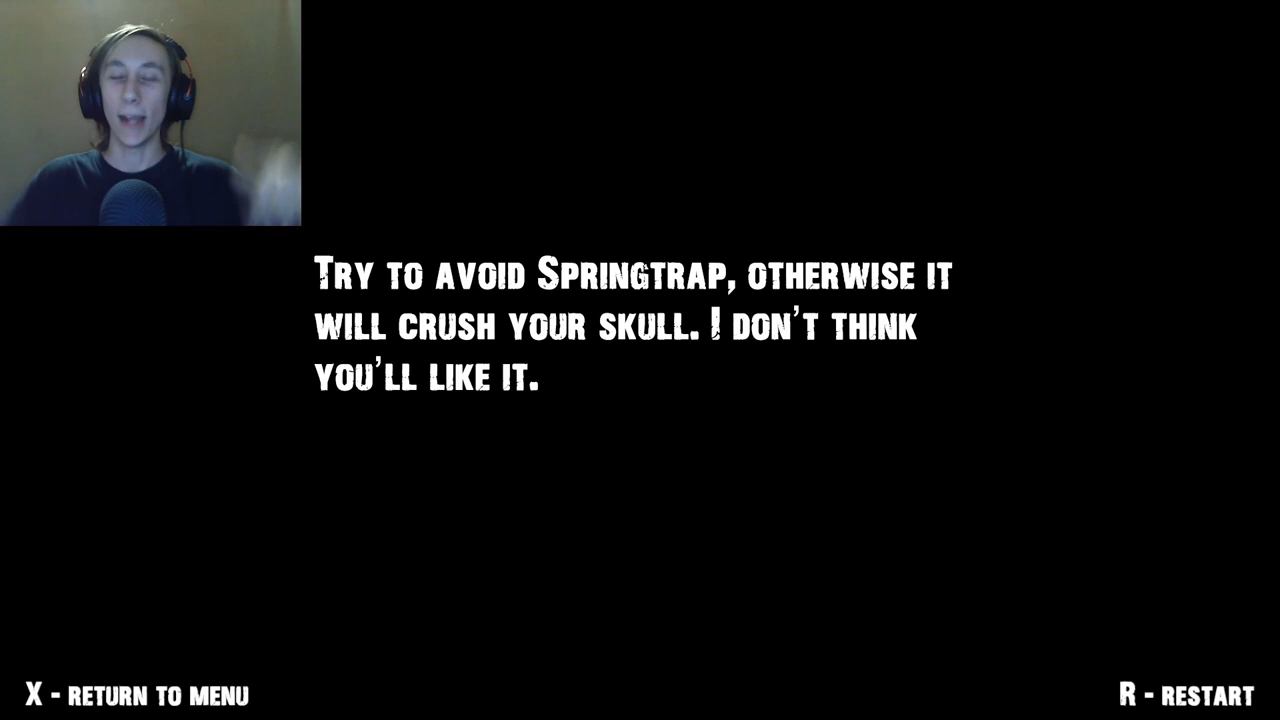 Try to avoid Springtrap, otherwise it
will crush your skull. I don't think
you'll like it.
X - return to menu
R - restart